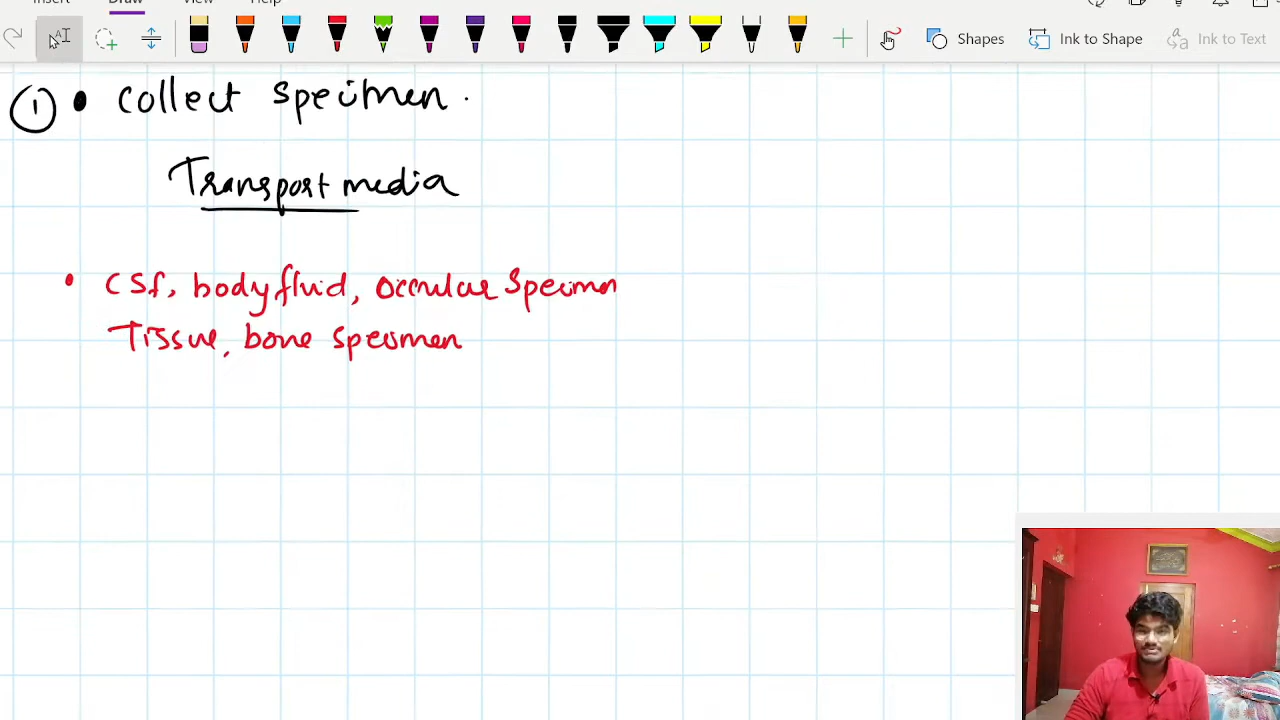 Insert Draw View Help
Shapes Ink to Shape Ink to Text
① • Collect specimen.
Transport media
• CSF, body fluid, Occular Specimen
Tissue, bone specimen